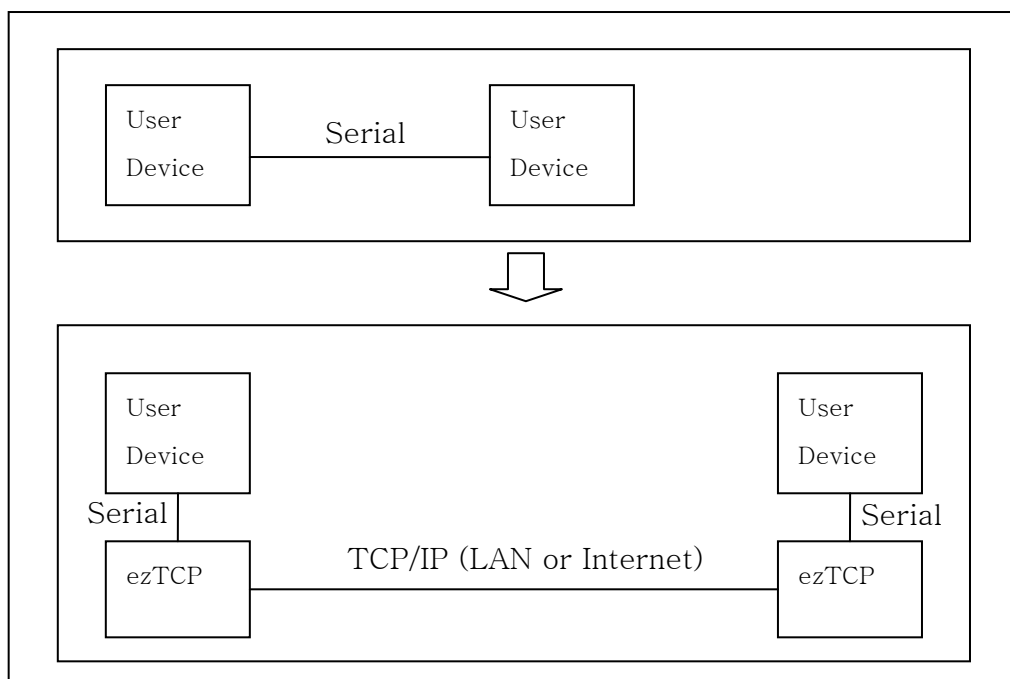 User
Device
Serial
User
Device
User
Device
Serial
ezTCP
TCP/IP (LAN or Internet)
User
Device
Serial
ezTCP